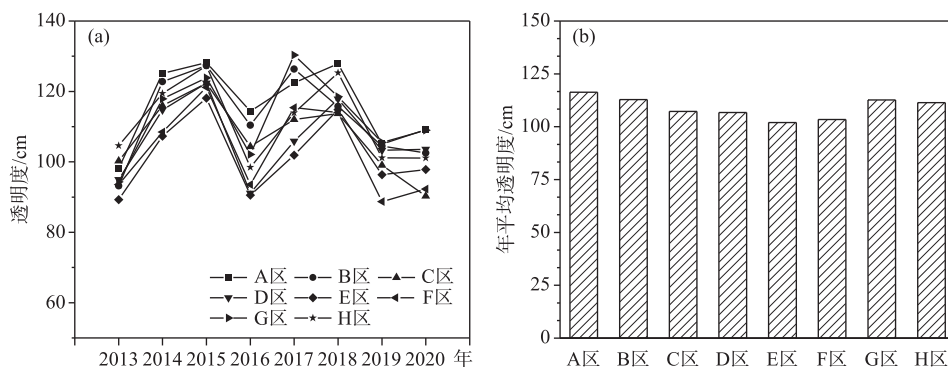 (a)
透明度/cm
140
120
100
80
60
A区 B区 C区
D区 E区 F区
G区 H区
2013 2014 2015 2016 2017 2018 2019 2020 年
(b)
年平均透明度/cm
150
125
100
75
50
25
0
A区 B区 C区 D区 E区 F区 G区 H区